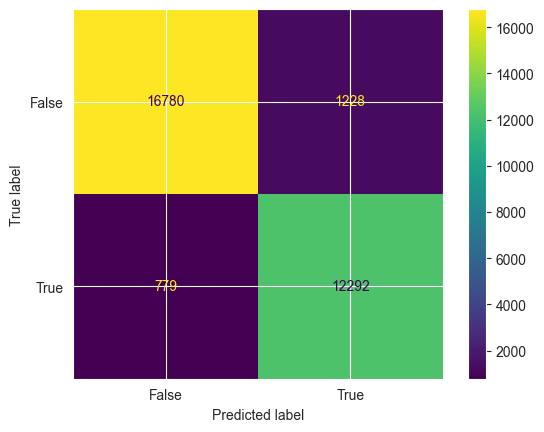 False
True
True label
16780
1228
779
12292
False
True
Predicted label
16000
14000
12000
10000
8000
6000
4000
2000